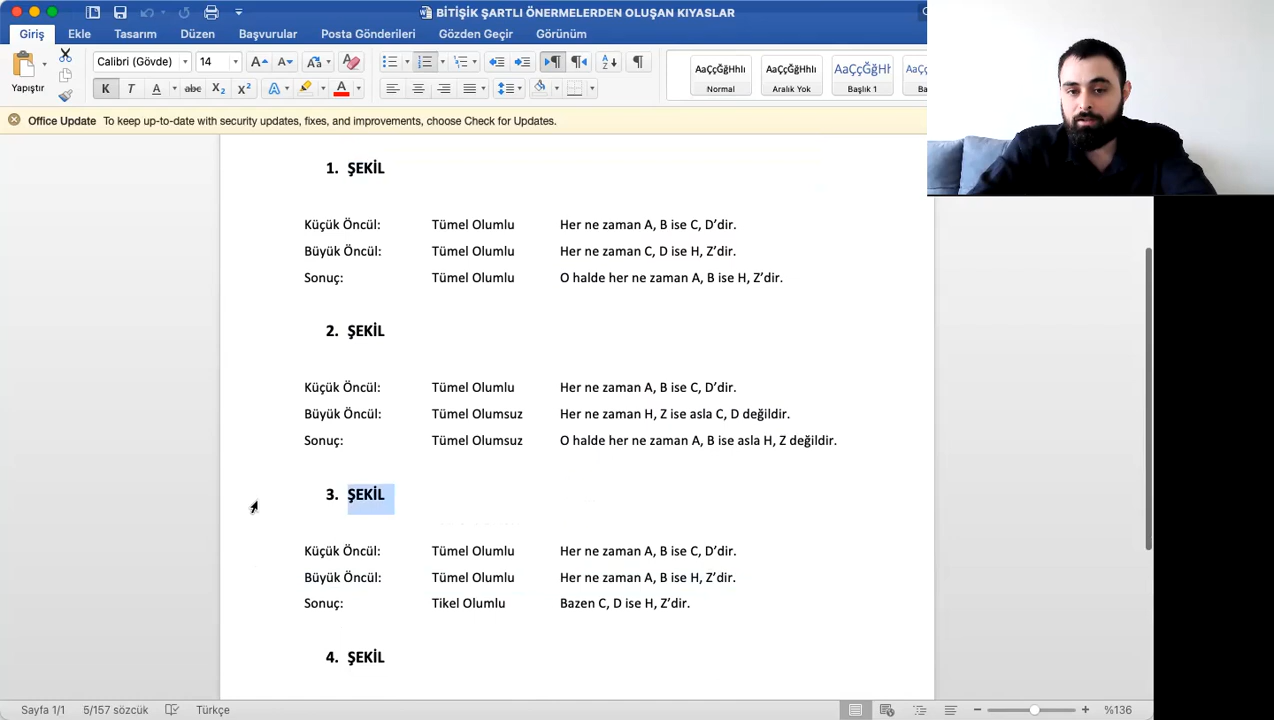 BİTİŞİK ŞARTLI ÖNERMELERDEN OLUŞAN KIYASLAR
Giriş Ekle Tasarım Düzen Başvurular Posta Gönderileri Gözden Geçir Görünüm
Yapıştır
Calibri (Gövde) 14
K T A abc X₂ X²
AaÇçĞğHhIı AaÇçĞğHhIı AaÇçĞğHı
Normal Aralık Yok Başlık 1
Office Update To keep up-to-date with security updates, fixes, and improvements, choose Check for Updates.
1. ŞEKİL
Küçük Öncül: Tümel Olumlu Her ne zaman A, B ise C, D’dir.
Büyük Öncül: Tümel Olumlu Her ne zaman C, D ise H, Z’dir.
Sonuç: Tümel Olumlu O halde her ne zaman A, B ise H, Z’dir.
2. ŞEKİL
Küçük Öncül: Tümel Olumlu Her ne zaman A, B ise C, D’dir.
Büyük Öncül: Tümel Olumsuz Her ne zaman H, Z ise asla C, D değildir.
Sonuç: Tümel Olumsuz O halde her ne zaman A, B ise asla H, Z değildir.
3. ŞEKİL
Küçük Öncül: Tümel Olumlu Her ne zaman A, B ise C, D’dir.
Büyük Öncül: Tümel Olumlu Her ne zaman A, B ise H, Z’dir.
Sonuç: Tikel Olumlu Bazen C, D ise H, Z’dir.
4. ŞEKİL
Sayfa 1/1 5/157 sözcük Türkçe %136